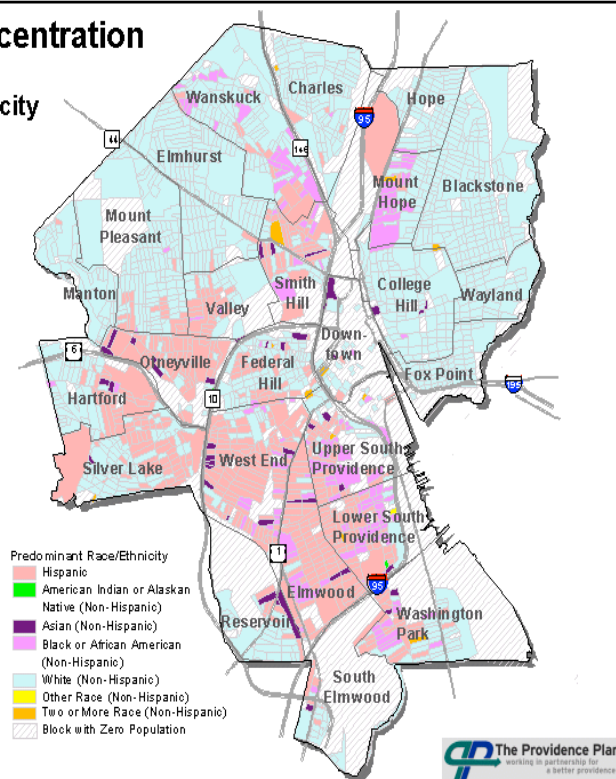 centration
city
Wanskuck
Charles
Hope
95
44
146
Elmhurst
Mount
Hope
Blackstone
Mount
Pleasant
Smith
Hill
College
Hill
Wayland
Manton
Valley
Down-
town
6
Olneyville
Federal
Hill
Fox Point
195
Hartford
10
Silver Lake
West End
Upper South
Providence
Lower South
Providence
1
Elmwood
95
Reservoir
Washington
Park
South
Elmwood
Predominant Race/Ethnicity
Hispanic
American Indian or Alaskan
Native (Non-Hispanic)
Asian (Non-Hispanic)
Black or African American
(Non-Hispanic)
White (Non-Hispanic)
Other Race (Non-Hispanic)
Two or More Race (Non-Hispanic)
Block with Zero Population
The Providence Plan
working in partnership for
a better providence